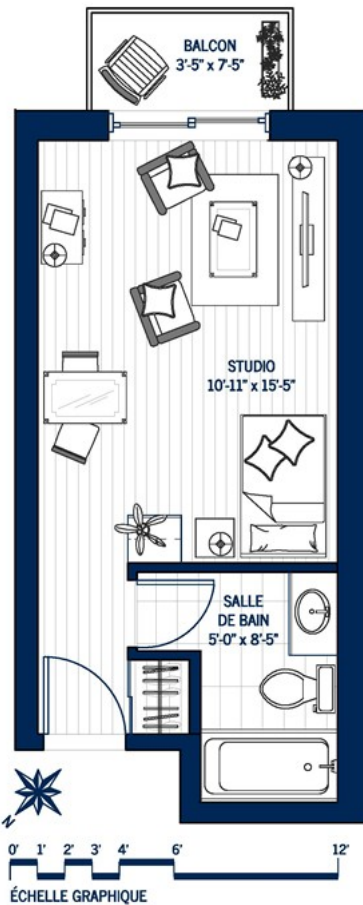 BALCON
3'-5" x 7'-5"
STUDIO
10'-11" x 15'-5"
SALLE
DE BAIN
5'-0" x 8'-5"
N
0' 1' 2' 3' 4' 6' 12'
ÉCHELLE GRAPHIQUE